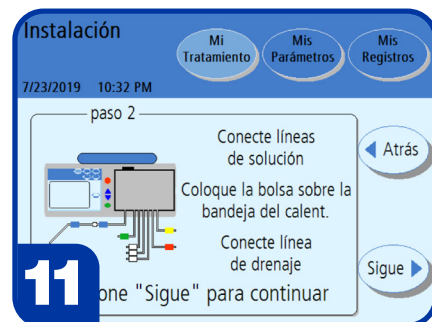 Instalación
Mi
Tratamiento
Mis
Parámetros
Mis
Registros
7/23/2019 10:32 PM
paso 2
Conecte líneas
de solución
Coloque la bolsa sobre la
bandeja del calent.
Conecte línea
de drenaje
Atrás
Sigue
11
one "Sigue" para continuar